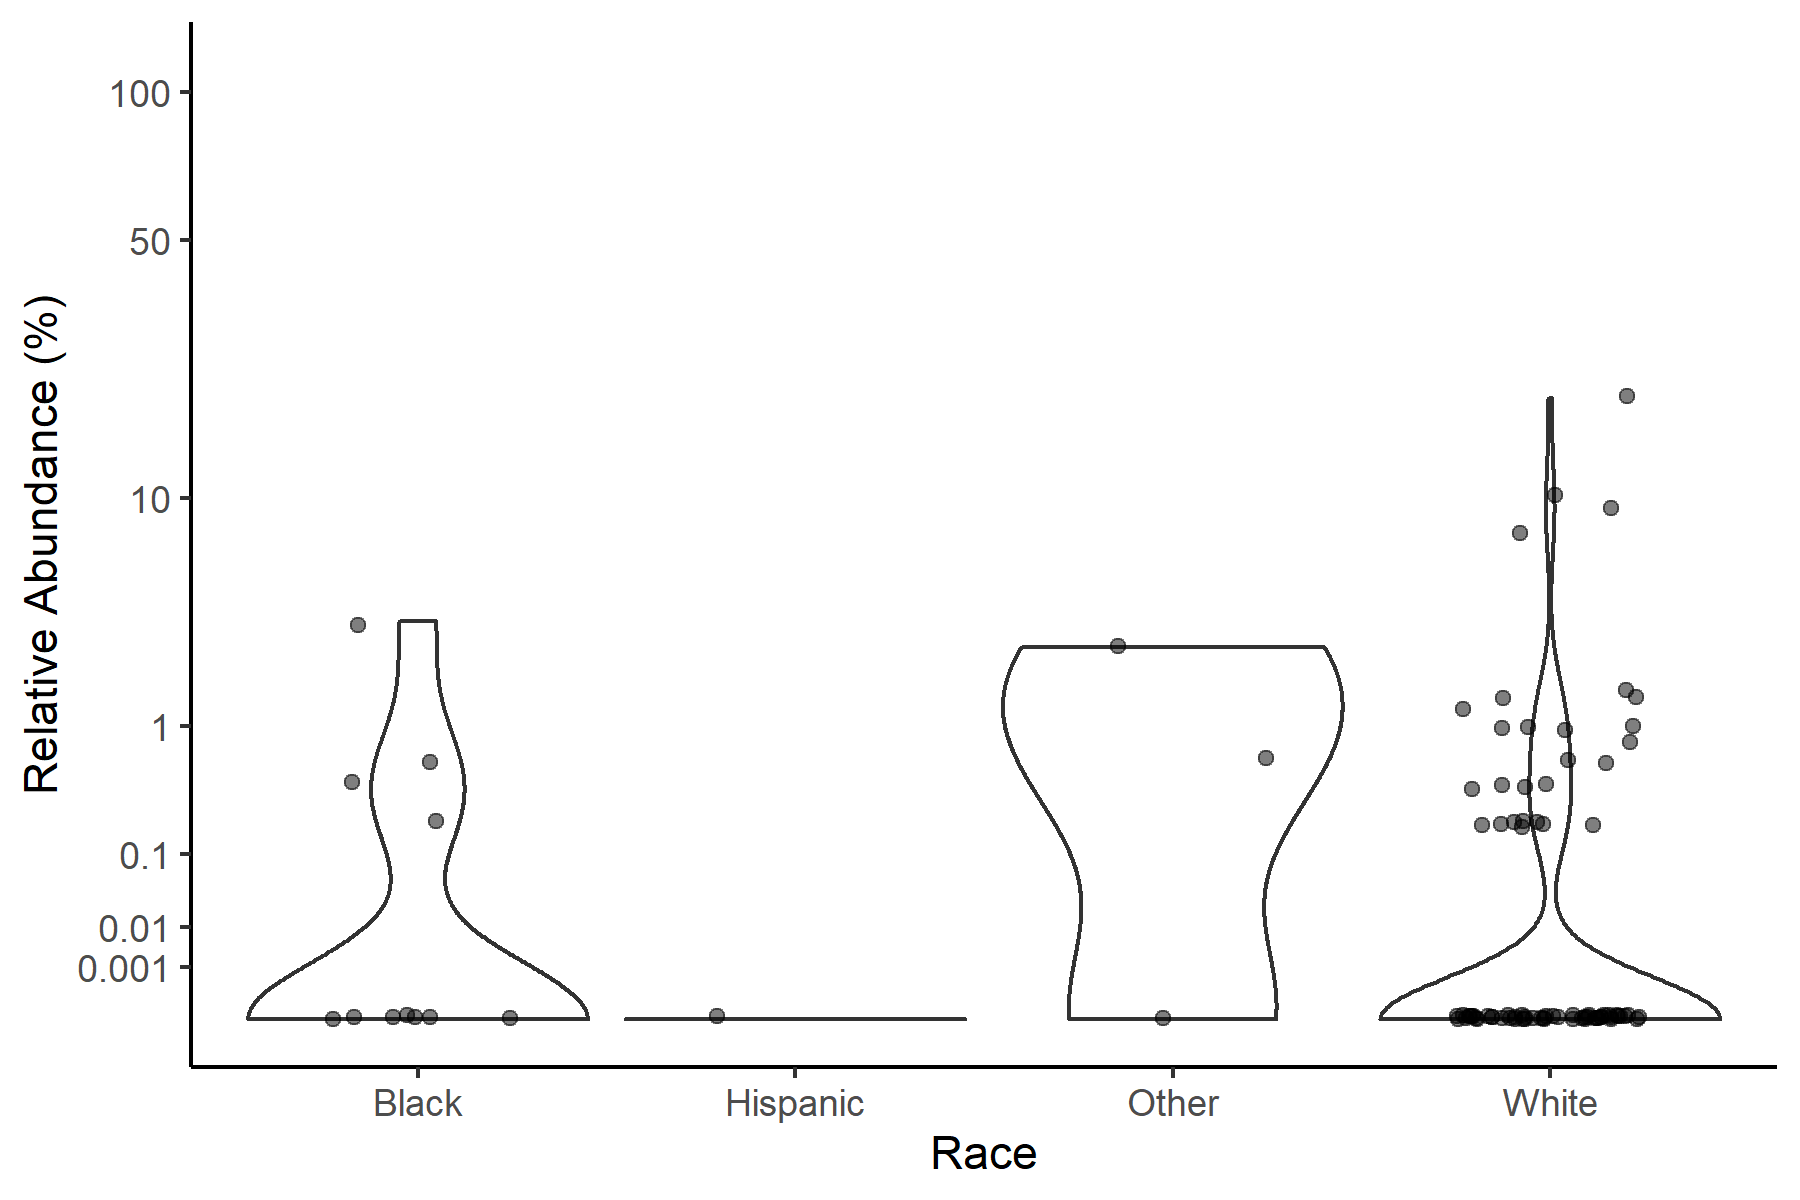 Relative Abundance (%)
100
50
10
1
0.1
0.01
0.001
Black
Hispanic
Other
White
Race